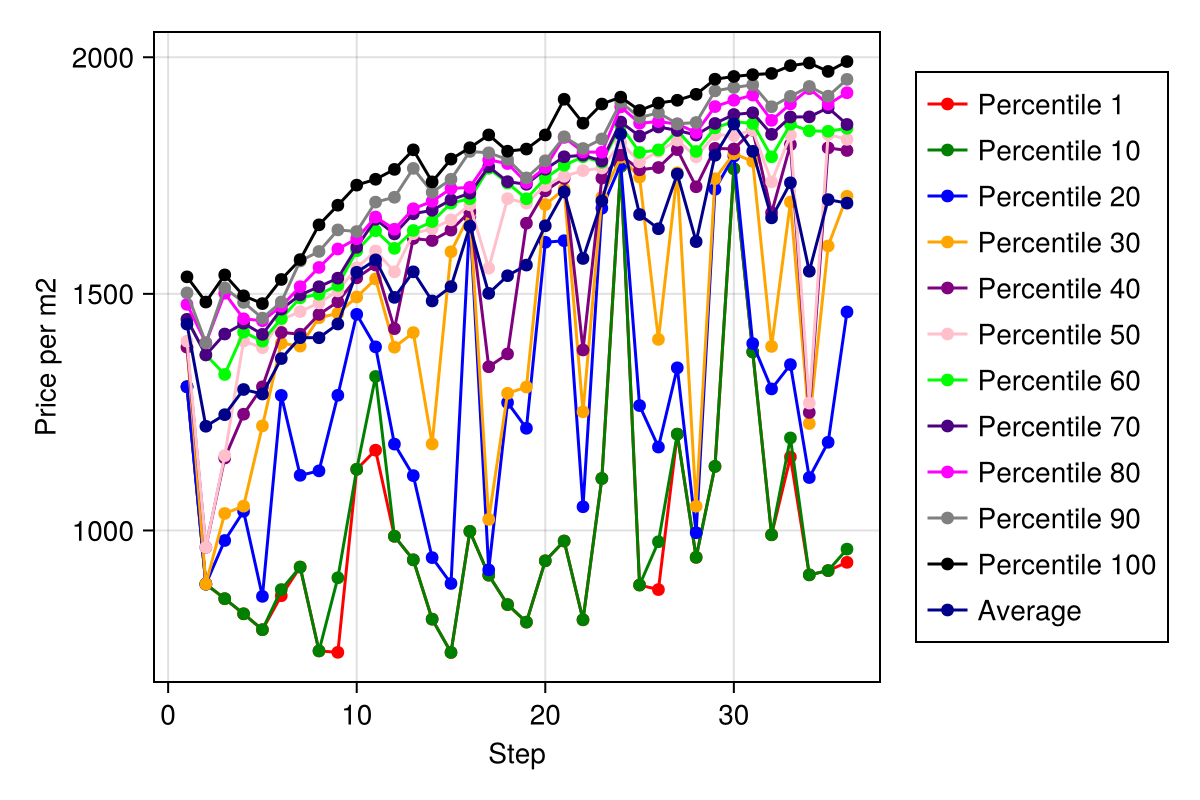 2000
1500
1000
Price per m2
0 10 20 30
Step
Percentile 1
Percentile 10
Percentile 20
Percentile 30
Percentile 40
Percentile 50
Percentile 60
Percentile 70
Percentile 80
Percentile 90
Percentile 100
Average